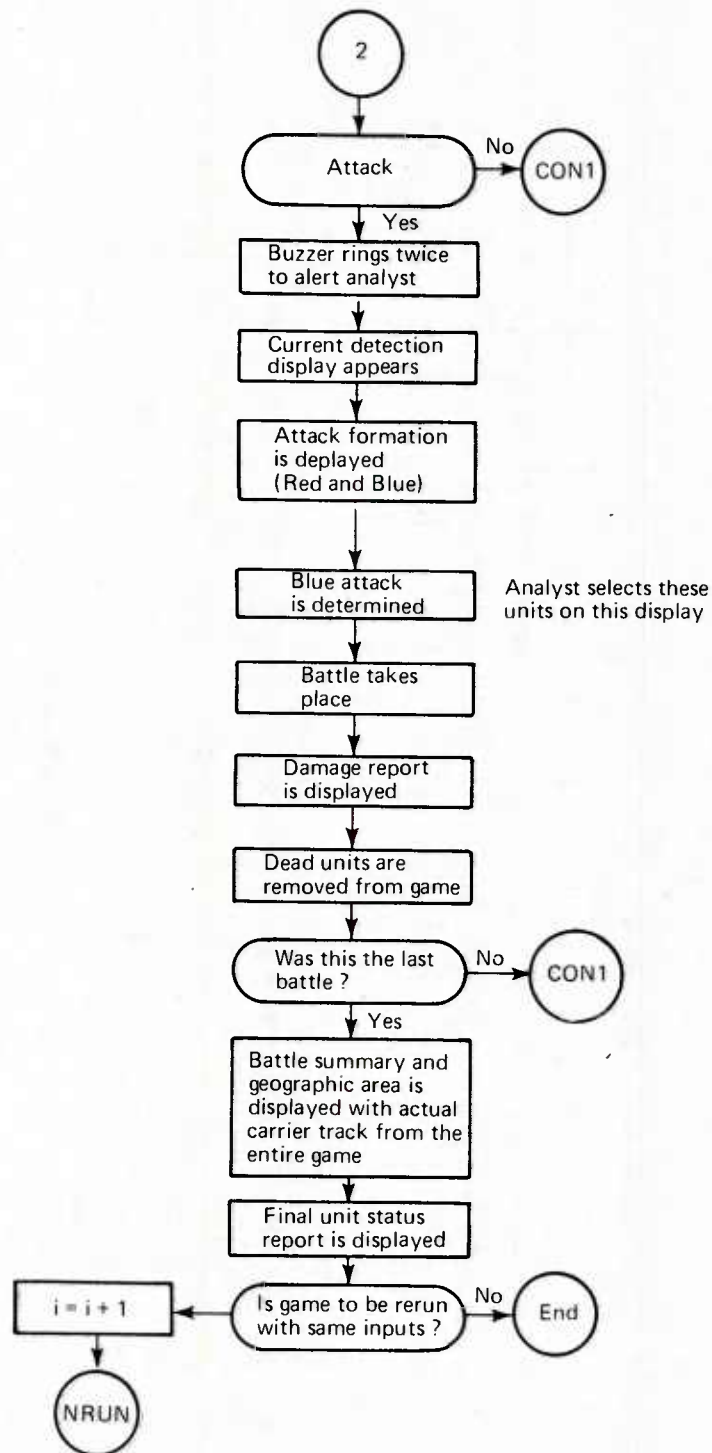 2
Attack
No
CON1
Yes
Buzzer rings twice
to alert analyst
Current detection
display appears
Attack formation
is deplayed
(Red and Blue)
Blue attack
is determined
Analyst selects these
units on this display
Battle takes
place
Damage report
is displayed
Dead units are
removed from game
Was this the last
battle ?
No
CON1
Yes
Battle summary and
geographic area is
displayed with actual
carrier track from the
entire game
Final unit status
report is displayed
Is game to be rerun
with same inputs ?
No
End
i = i + 1
NRUN